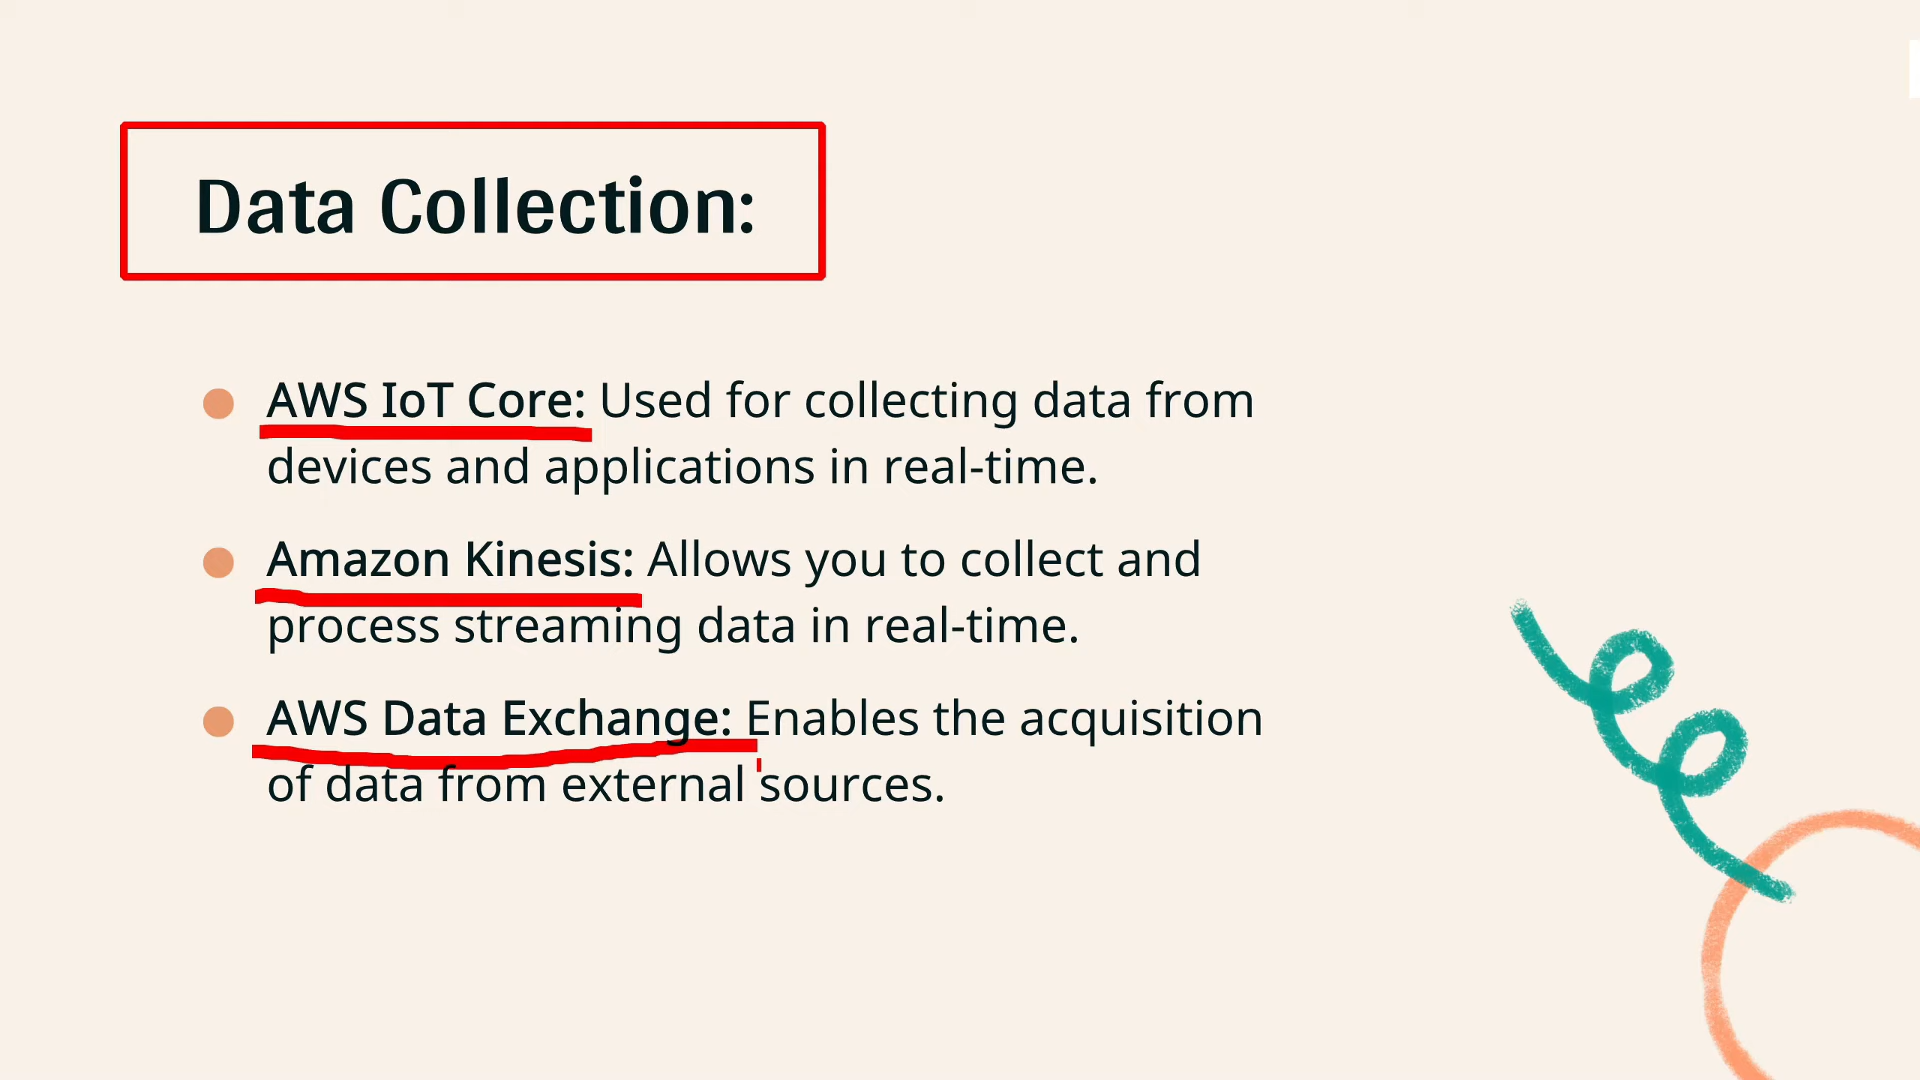 Data Collection:
AWS IoT Core: Used for collecting data from
devices and applications in real-time.
Amazon Kinesis: Allows you to collect and
process streaming data in real-time.
AWS Data Exchange: Enables the acquisition
of data from external sources.